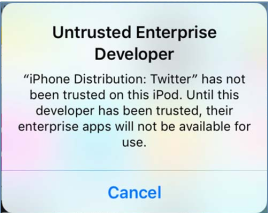 Untrusted Enterprise
Developer
“iPhone Distribution: Twitter” has not
been trusted on this iPod. Until this
developer has been trusted, their
enterprise apps will not be available for
use.
Cancel